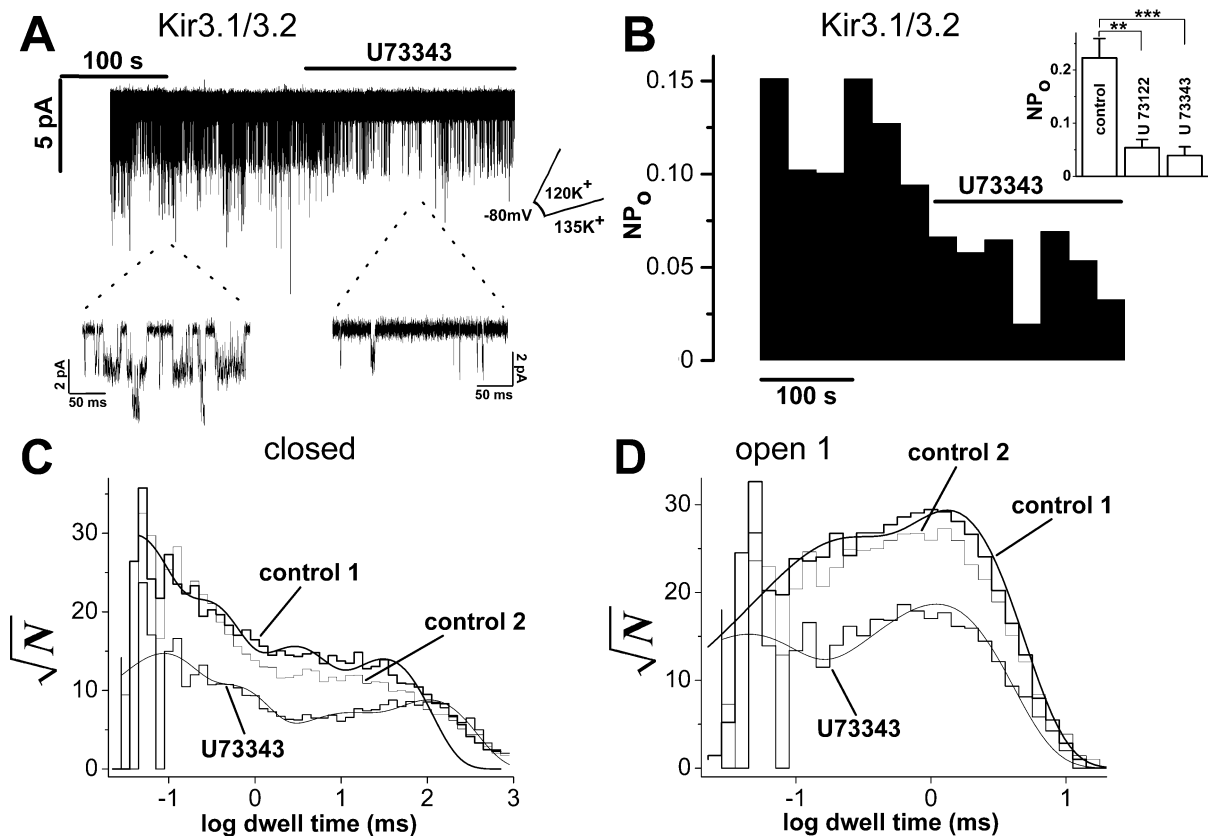 A
Kir3.1/3.2
100 s
U73343
5 pA
-80mV
120K+
135K+
2 pA
50 ms
2 pA
50 ms
B
Kir3.1/3.2
NPO
0.15
0.10
0.05
0
U73343
100 s
NPO
0.2
0.1
0
**
***
control
U 73122
U 73343
C
closed
√N
30
20
10
0
control 1
control 2
U73343
-1
0
1
2
3
log dwell time (ms)
D
open 1
√N
30
20
10
0
control 2
control 1
U73343
-1
0
1
log dwell time (ms)